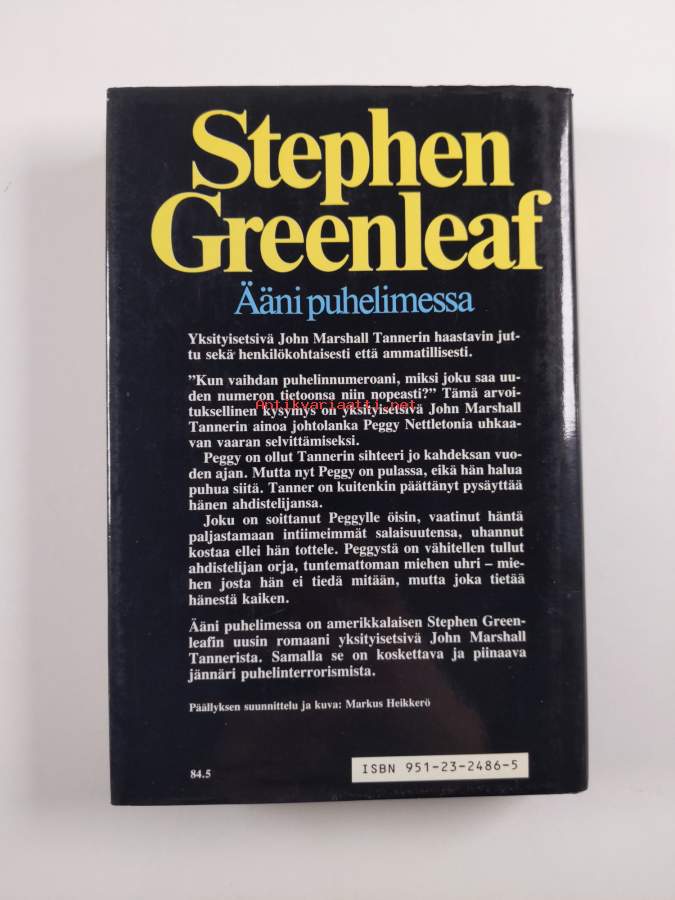 Stephen
Greenleaf
Ääni puhelimessa
Yksityisetsivä John Marshall Tannerin haastavin jut-
tu sekä henkilökohtaisesti että ammatillisesti.
”Kun vaihdan puhelinnumeroani, miksi joku saa uu-
den numeron tietoonsa niin nopeasti?” Tämä arvoi-
Antikvariaatti.net
tuksellinen kysymys on yksityisetsivä John Marshall
Tannerin ainoa johtolanka Peggy Nettletonia uhkaa-
van vaaran selvittämiseksi.
Peggy on ollut Tannerin sihteeri jo kahdeksan vuo-
den ajan. Mutta nyt Peggy on pulassa, eikä hän halua
puhua siitä. Tanner on kuitenkin päättänyt pysäyttää
hänen ahdistelijansa.
Joku on soittanut Peggylle öisin, vaatinut häntä
paljastamaan intiimeimmät salaisuutensa, uhannut
kostaa ellei hän tottele. Peggystä on vähitellen tullut
ahdistelijan orja, tuntemattoman miehen uhri – mie-
hen josta hän ei tiedä mitään, mutta joka tietää
hänestä kaiken.
Ääni puhelimessa on amerikkalaisen Stephen Green-
leafin uusin romaani yksityisetsivä John Marshall
Tannerista. Samalla se on koskettava ja piinaava
jännäri puhelinterrorismista.
Päällyksen suunnittelu ja kuva: Markus Heikkerö
84.5
ISBN 951-23-2486-5